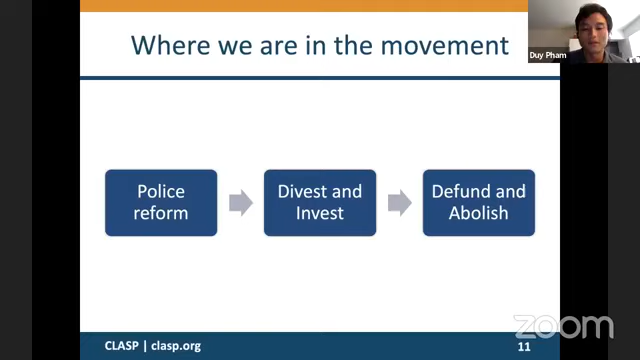 Where we are in the movement
Duy Pham
Police
reform
Divest and
Invest
Defund and
Abolish
CLASP | clasp.org
11
zoom